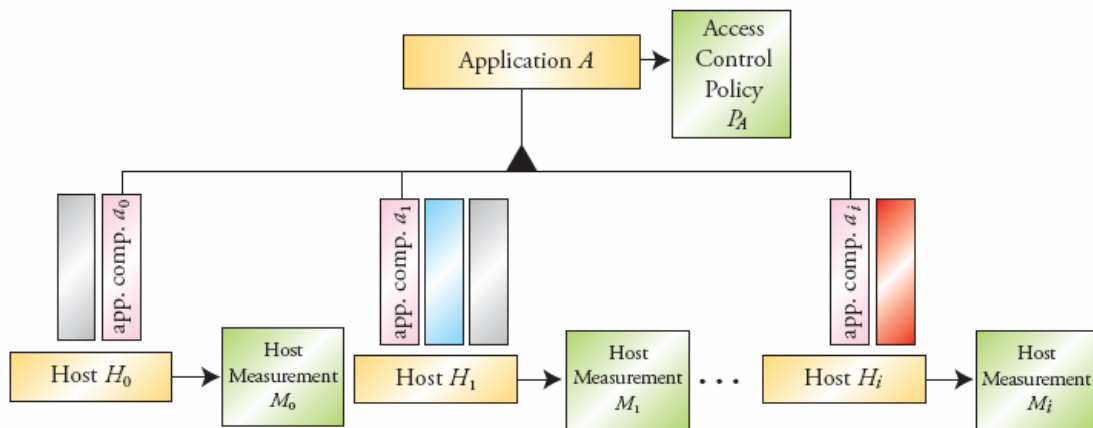 Application A
Access
Control
Policy
P_A
app. comp. a_0
app. comp. a_1
app. comp. a_i
Host H_0
Host
Measurement
M_0
Host H_1
Host
Measurement
M_1
...
Host H_i
Host
Measurement
M_i